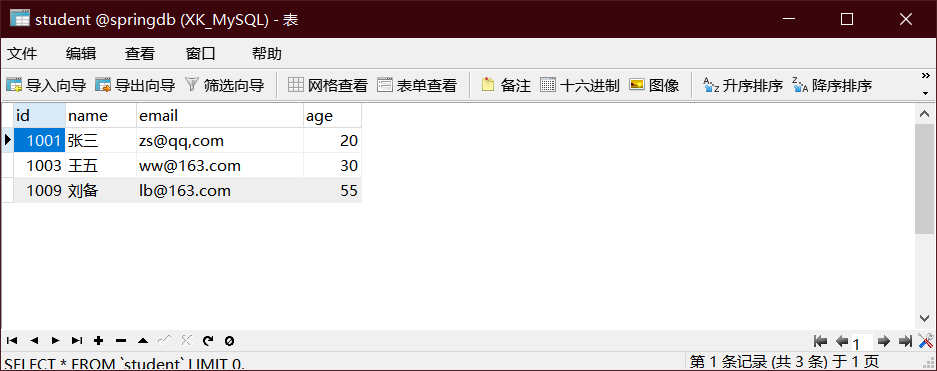 student @springdb (XK_MySQL) - 表
文件 编辑 查看 窗口 帮助
导入向导 导出向导 筛选向导 网格查看 表单查看 备注 十六进制 图像 升序排序 降序排序
id name email age
1001 张三 zs@qq,com 20
1003 王五 ww@163.com 30
1009 刘备 lb@163.com 55
1
SELECT * FROM `student` LIMIT 0, 第 1 条记录 (共 3 条) 于 1 页